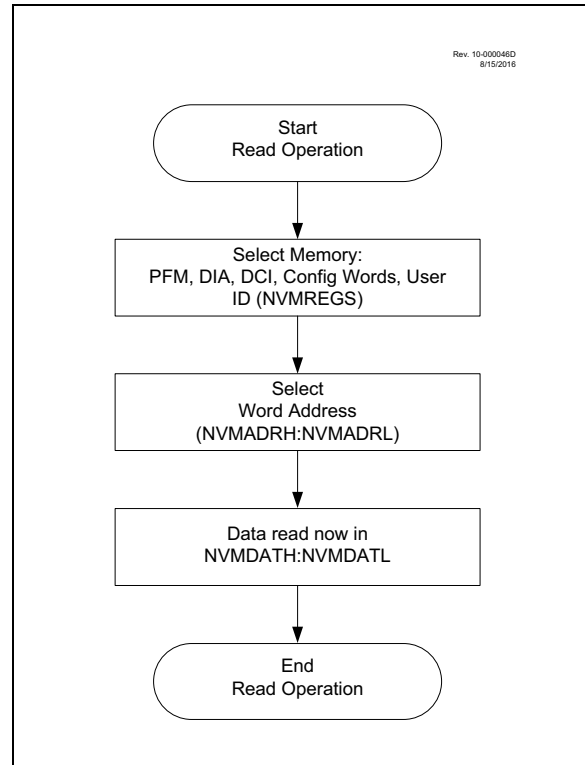 Rev. 10-000046D
8/15/2016
Start
Read Operation
Select Memory:
PFM, DIA, DCI, Config Words, User
ID (NVMREGS)
Select
Word Address
(NVMADRH:NVMADRL)
Data read now in
NVMDATH:NVMDATL
End
Read Operation